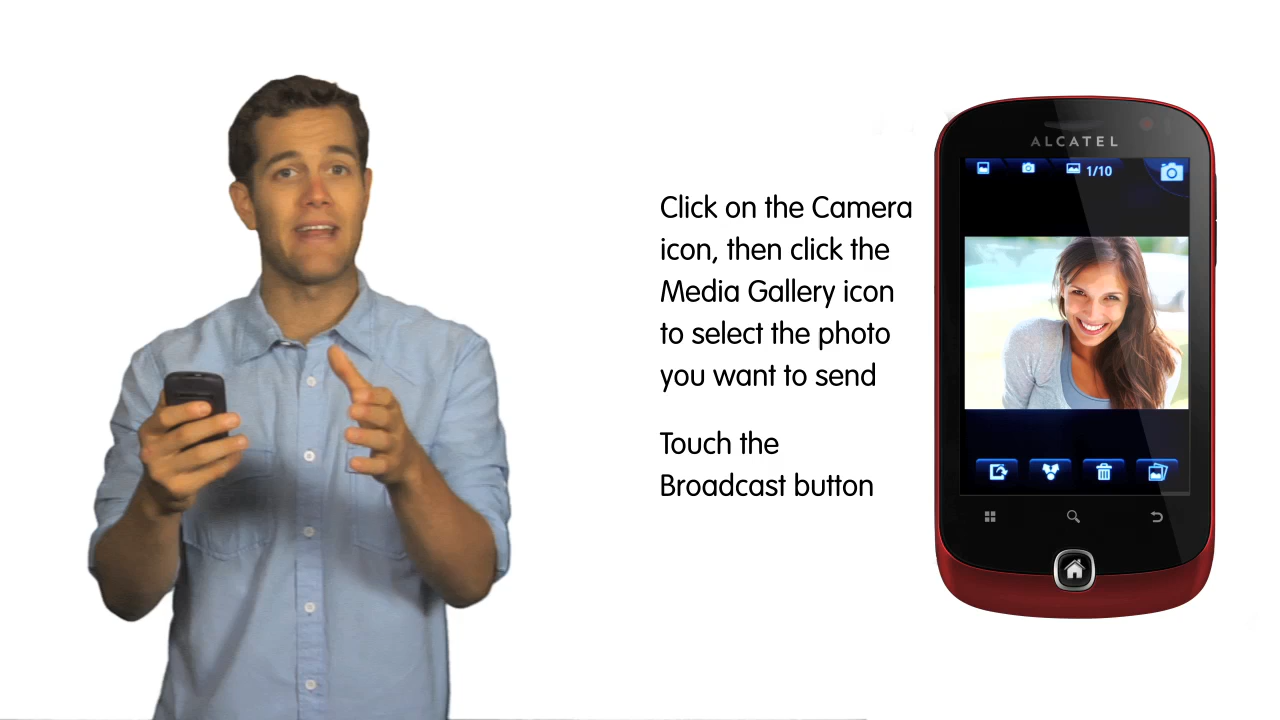 Click on the Camera
icon, then click the
Media Gallery icon
to select the photo
you want to send
Touch the
Broadcast button
ALCATEL
1/10